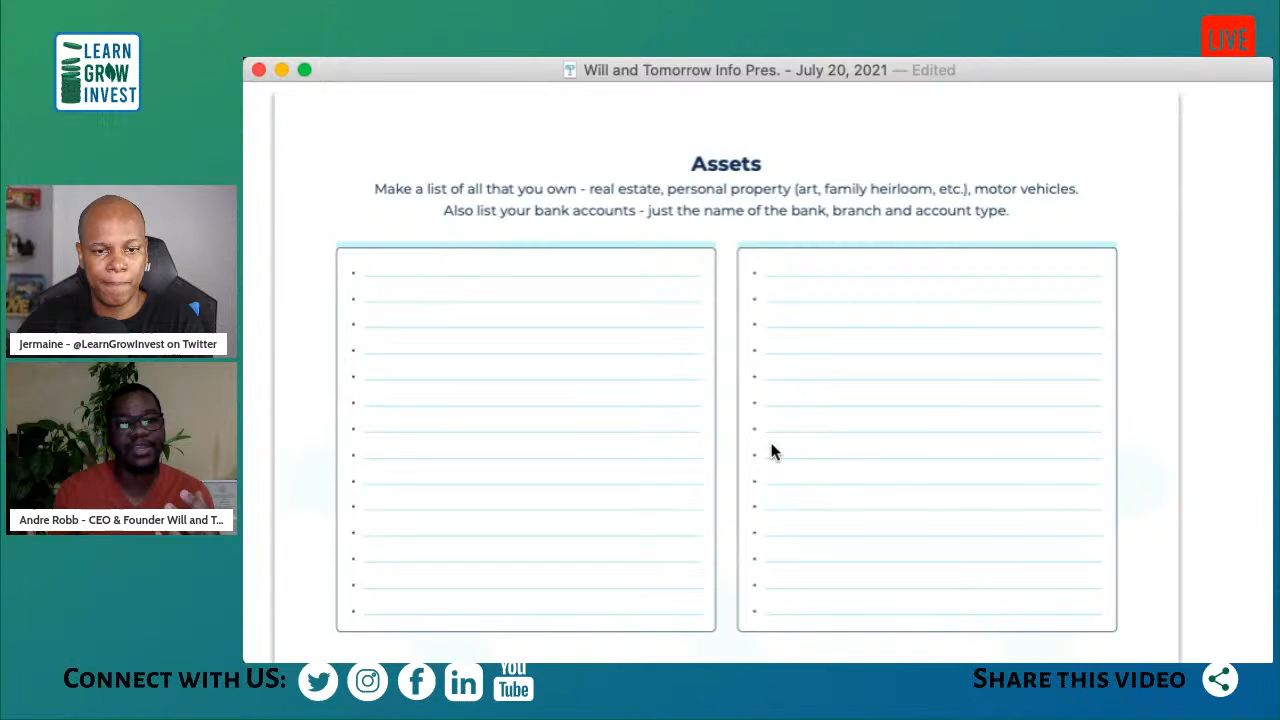 LEARN
GROW
INVEST
LIVE
Will and Tomorrow Info Pres. - July 20, 2021 — Edited
Assets
Make a list of all that you own - real estate, personal property (art, family heirloom, etc.), motor vehicles.
Also list your bank accounts - just the name of the bank, branch and account type.
Jermaine - @LearnGrowInvest on Twitter
Andre Robb - CEO & Founder Will and T...
CONNECT WITH US:
You
Tube
SHARE THIS VIDEO